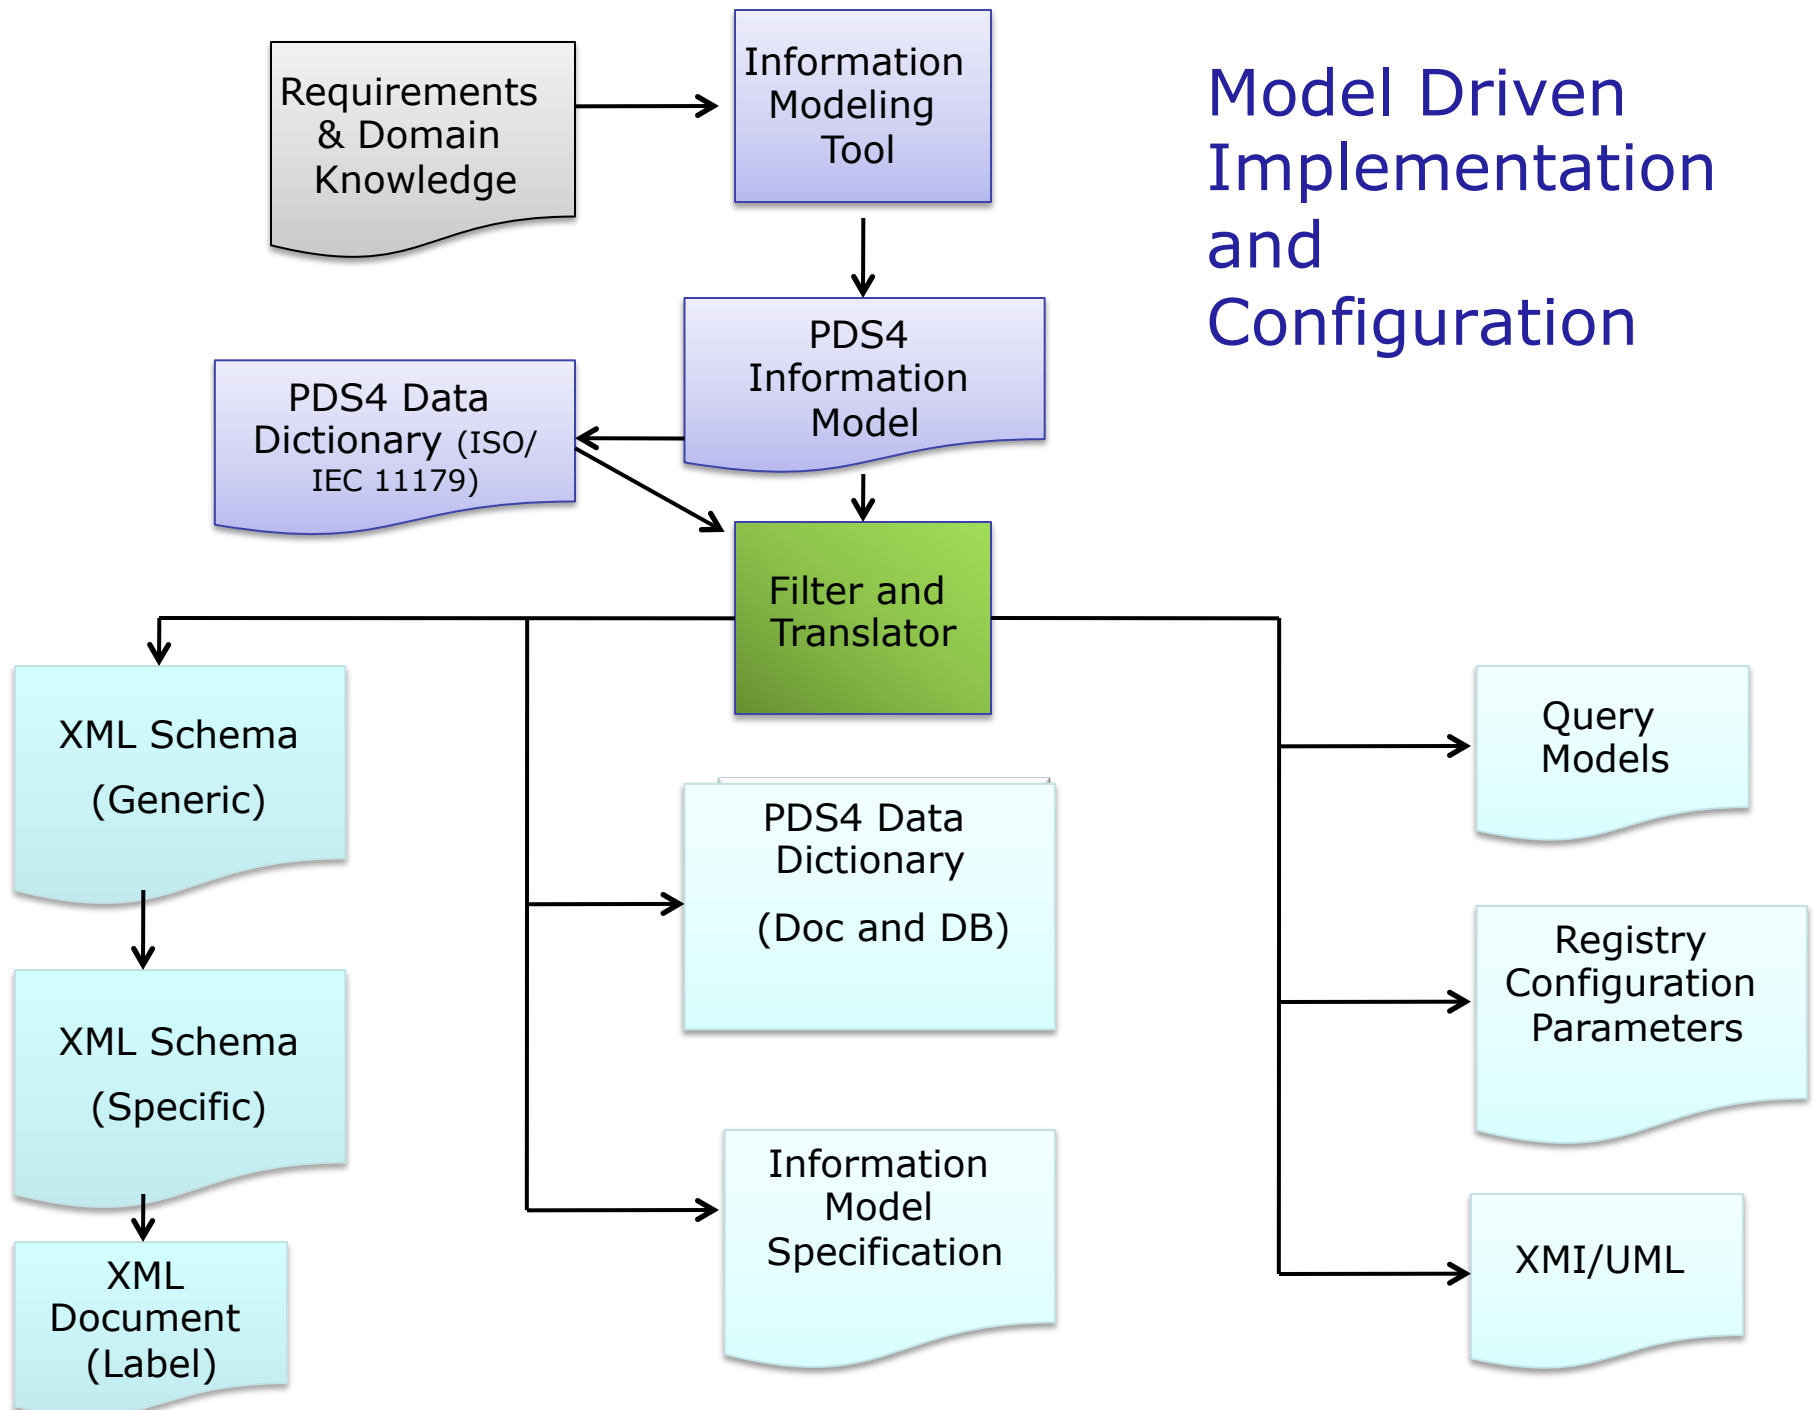 Requirements
& Domain
Knowledge
Information
Modeling
Tool
Model Driven
Implementation
and
Configuration
PDS4
Information
Model
PDS4 Data
Dictionary (ISO/
IEC 11179)
Filter and
Translator
XML Schema
(Generic)
XML Schema
(Specific)
XML
Document
(Label)
PDS4 Data
Dictionary
(Doc and DB)
Information
Model
Specification
Query
Models
Registry
Configuration
Parameters
XMI/UML